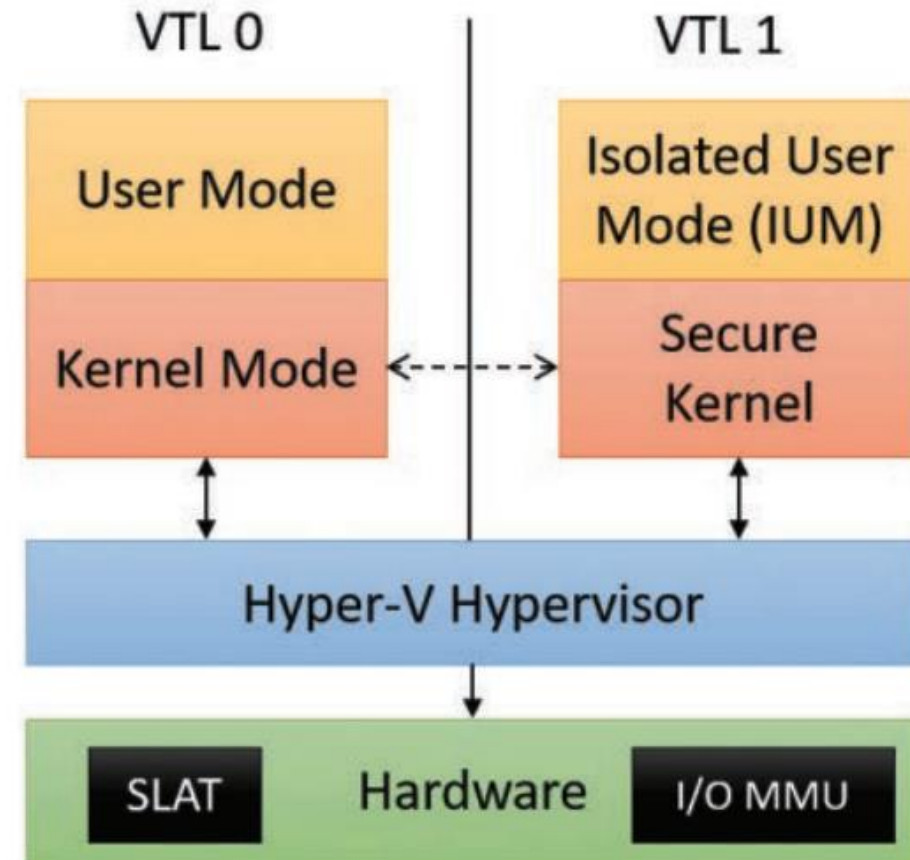 VTL 0
VTL 1
User Mode
Isolated User
Mode (IUM)
Kernel Mode
Secure
Kernel
Hyper-V Hypervisor
SLAT
Hardware
I/O MMU